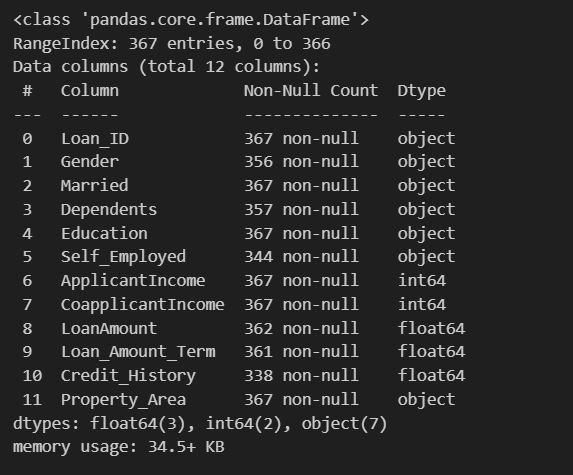 <class 'pandas.core.frame.DataFrame'>
RangeIndex: 367 entries, 0 to 366
Data columns (total 12 columns):
 #   Column             Non-Null Count  Dtype
---  ------             --------------  -----
 0   Loan_ID            367 non-null    object
 1   Gender             356 non-null    object
 2   Married            367 non-null    object
 3   Dependents         357 non-null    object
 4   Education          367 non-null    object
 5   Self_Employed      344 non-null    object
 6   ApplicantIncome    367 non-null    int64
 7   CoapplicantIncome  367 non-null    int64
 8   LoanAmount         362 non-null    float64
 9   Loan_Amount_Term   361 non-null    float64
 10  Credit_History     338 non-null    float64
 11  Property_Area      367 non-null    object
dtypes: float64(3), int64(2), object(7)
memory usage: 34.5+ KB